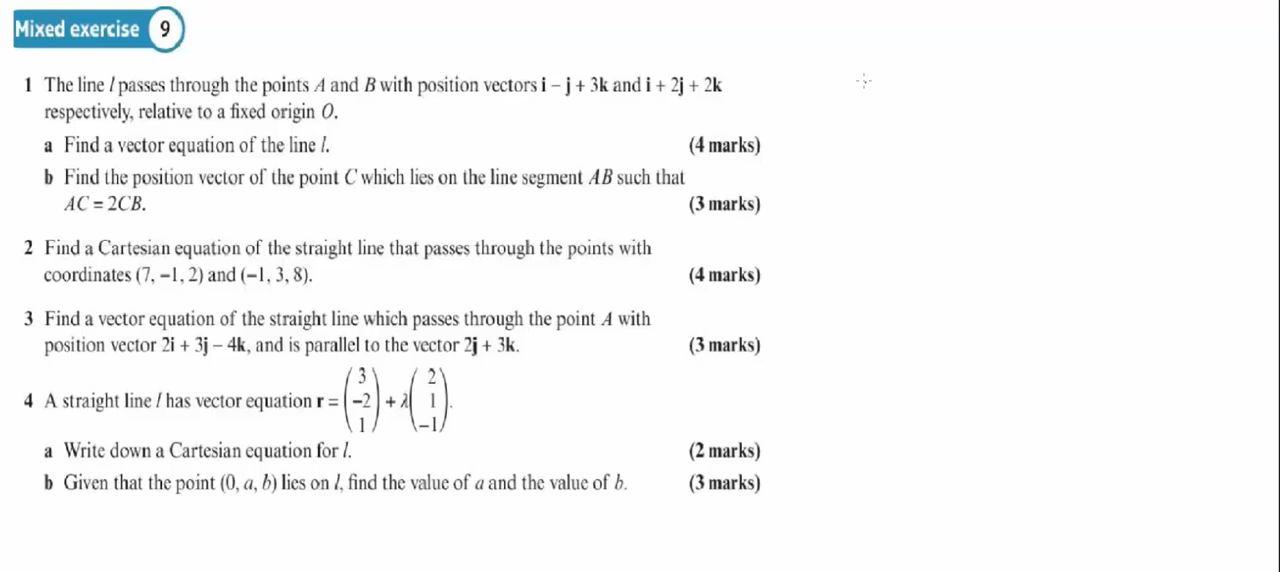 Mixed exercise 9
1 The line l passes through the points A and B with position vectors i – j + 3k and i + 2j + 2k
respectively, relative to a fixed origin O.
a Find a vector equation of the line l. (4 marks)
b Find the position vector of the point C which lies on the line segment AB such that
AC = 2CB. (3 marks)
2 Find a Cartesian equation of the straight line that passes through the points with
coordinates (7, –1, 2) and (–1, 3, 8). (4 marks)
3 Find a vector equation of the straight line which passes through the point A with
position vector 2i + 3j – 4k, and is parallel to the vector 2j + 3k. (3 marks)
4 A straight line l has vector equation r = (3 –2 1) + λ(2 1 –1).
a Write down a Cartesian equation for l. (2 marks)
b Given that the point (0, a, b) lies on l, find the value of a and the value of b. (3 marks)